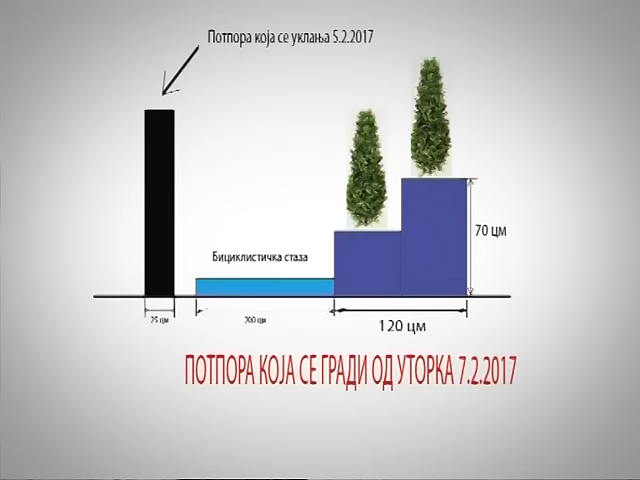 Потпора која се уклања 5.2.2017
70 цм
Бициклистичка стаза
25 цм
200 цм
120 цм
ПОТПОРА КОЈА СЕ ГРАДИ ОД УТОРКА 7.2.2017